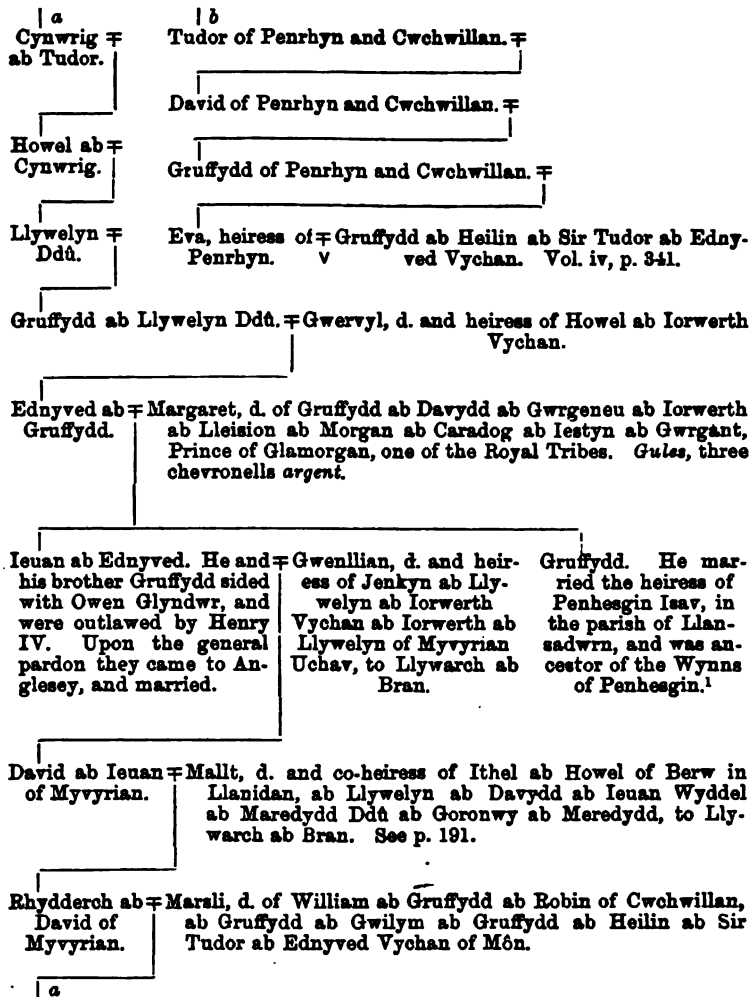 a
b
Cynwrig
ab Tudor.
Tudor of Penrhyn and Cwchwillan.
David of Penrhyn and Cwchwillan.
Howel ab
Cynwrig.
Gruffydd of Penrhyn and Cwchwillan.
Llywelyn
Ddû.
Eva, heiress of
Penrhyn.
Gruffydd ab Heilin ab Sir Tudor ab Edny-
ved Vychan. Vol. iv, p. 341.
Gruffydd ab Llywelyn Ddû.
Gwervyl, d. and heiress of Howel ab Iorwerth
Vychan.
Ednyved ab
Gruffydd.
Margaret, d. of Gruffydd ab Davydd ab Gwrgeneu ab Iorwerth
ab Lleision ab Morgan ab Caradog ab Iestyn ab Gwrgant,
Prince of Glamorgan, one of the Royal Tribes. Gules, three
chevronells argent.
Ieuan ab Ednyved. He and
his brother Gruffydd sided
with Owen Glyndwr, and
were outlawed by Henry
IV. Upon the general
pardon they came to An-
glesey, and married.
Gwenllian, d. and heir-
ess of Jenkyn ab Lly-
welyn ab Iorwerth
Vychan ab Iorwerth ab
Llywelyn of Myvyrian
Uchav, to Llywarch ab
Bran.
Gruffydd. He mar-
ried the heiress of
Penhesgin Isav, in
the parish of Llan-
sadwrn, and was an-
cestor of the Wynns
of Penhesgin.1
David ab Ieuan
of Myvyrian.
Mallt, d. and co-heiress of Ithel ab Howel of Berw in
Llanidan, ab Llywelyn ab Davydd ab Ieuan Wyddel
ab Maredydd Ddû ab Goronwy ab Meredydd, to Lly-
warch ab Bran. See p. 191.
Rhydderch ab
David of
Myvyrian.
Marsli, d. of William ab Gruffydd ab Robin of Cwchwillan,
ab Gruffydd ab Gwilym ab Gruffydd ab Heilin ab Sir
Tudor ab Ednyved Vychan of Môn.
a